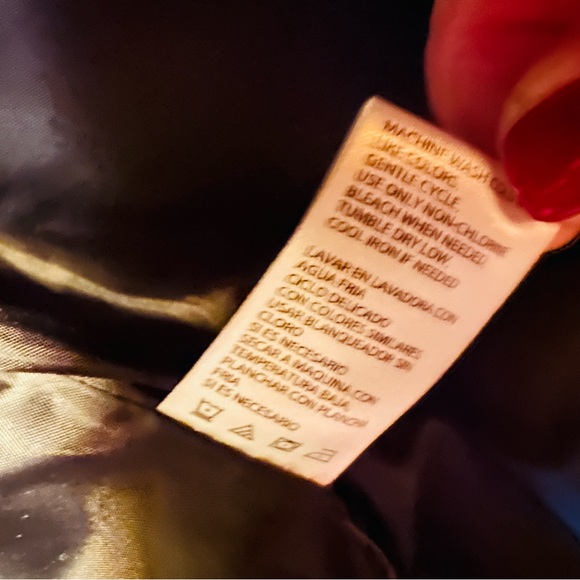 MACHINE WASH COLD
LIKE COLORS.
GENTLE CYCLE.
USE ONLY NON-CHLORINE
BLEACH WHEN NEEDED
TUMBLE DRY LOW.
COOL IRON IF NEEDED
LAVAR EN LAVADORA CON
AGUA FRIA
CICLO DELICADO
CON COLORES SIMILARES
USAR BLANQUEADOR SIN
CLORO
SI ES NECESARIO
SECAR A MAQUINA CON
TEMPERATURA BAJA
PLANCHAR CON PLANCHA
FRIA
SI ES NECESARIO